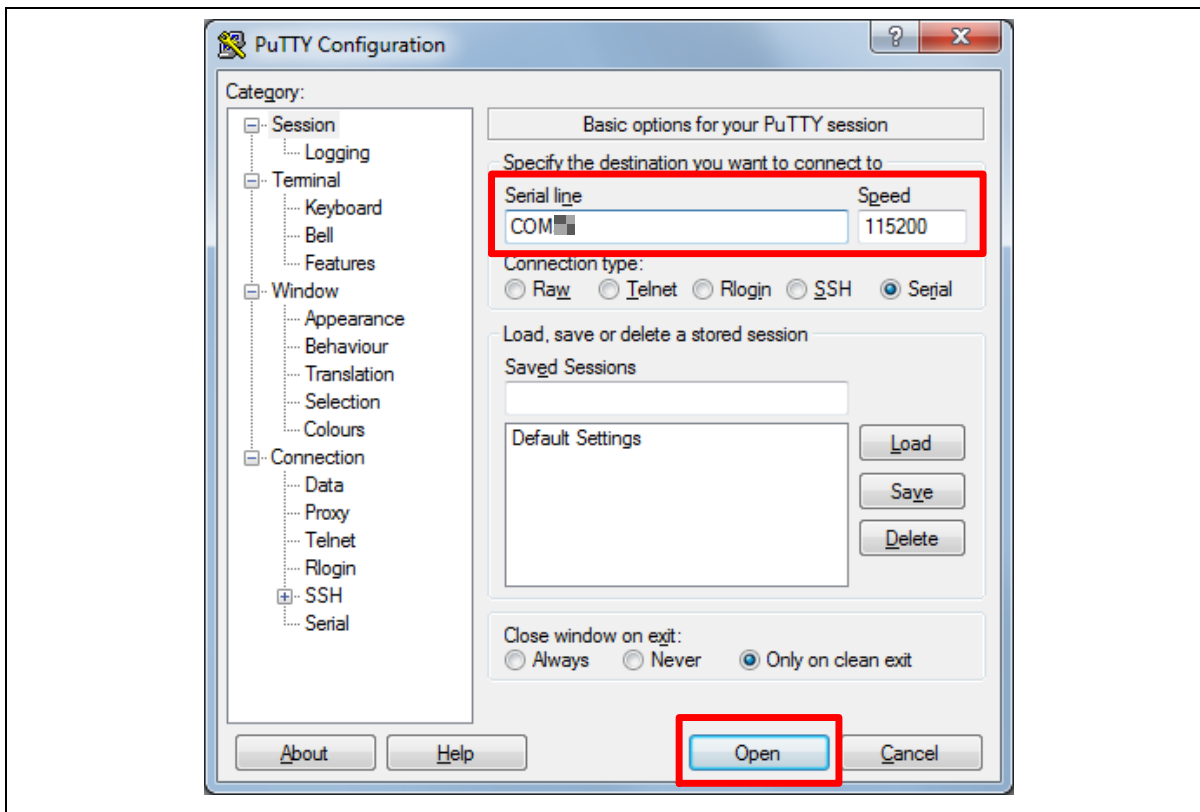 PuTTY Configuration
Category:
Session
Logging
Terminal
Keyboard
Bell
Features
Window
Appearance
Behaviour
Translation
Selection
Colours
Connection
Data
Proxy
Telnet
Rlogin
SSH
Serial
Basic options for your PuTTY session
Specify the destination you want to connect to
Serial line Speed
COM 115200
Connection type:
Raw Telnet Rlogin SSH Serial
Load, save or delete a stored session
Saved Sessions
Default Settings
Load
Save
Delete
Close window on exit:
Always Never Only on clean exit
About Help Open Cancel